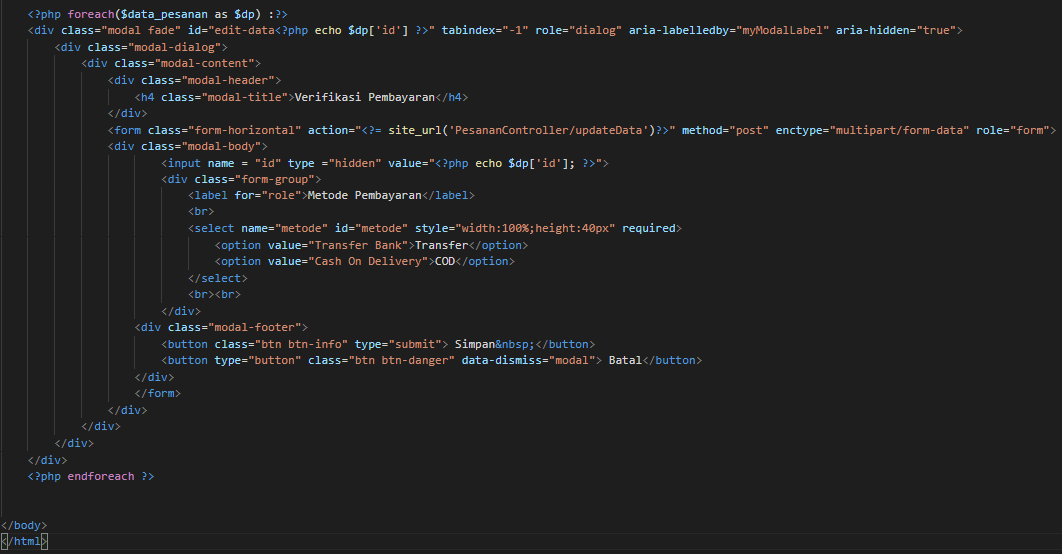 <?php foreach($data_pesanan as $dp) :?>
<div class="modal fade" id="edit-data<?php echo $dp['id'] ?>" tabindex="-1" role="dialog" aria-labelledby="myModalLabel" aria-hidden="true">
<div class="modal-dialog">
<div class="modal-content">
<div class="modal-header">
<h4 class="modal-title">Verifikasi Pembayaran</h4>
</div>
<form class="form-horizontal" action="<?= site_url('PesananController/updateData')?>" method="post" enctype="multipart/form-data" role="form">
<div class="modal-body">
<input name = "id" type ="hidden" value="<?php echo $dp['id']; ?>">
<div class="form-group">
<label for="role">Metode Pembayaran</label>
<br>
<select name="metode" id="metode" style="width:100%;height:40px" required>
<option value="Transfer Bank">Transfer</option>
<option value="Cash On Delivery">COD</option>
</select>
<br><br>
</div>
<div class="modal-footer">
<button class="btn btn-info" type="submit"> Simpan&nbsp;</button>
<button type="button" class="btn btn-danger" data-dismiss="modal"> Batal</button>
</div>
</form>
</div>
</div>
</div>
</div>
<?php endforeach ?>
</body>
</html>